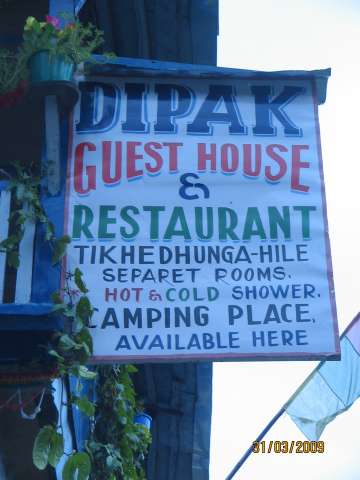 DIPAK
GUEST HOUSE
&
RESTAURANT
TIKHEDHUNGA-HILE
SEPARET ROOMS.
HOT & COLD SHOWER.
CAMPING PLACE.
AVAILABLE HERE
31/03/2009